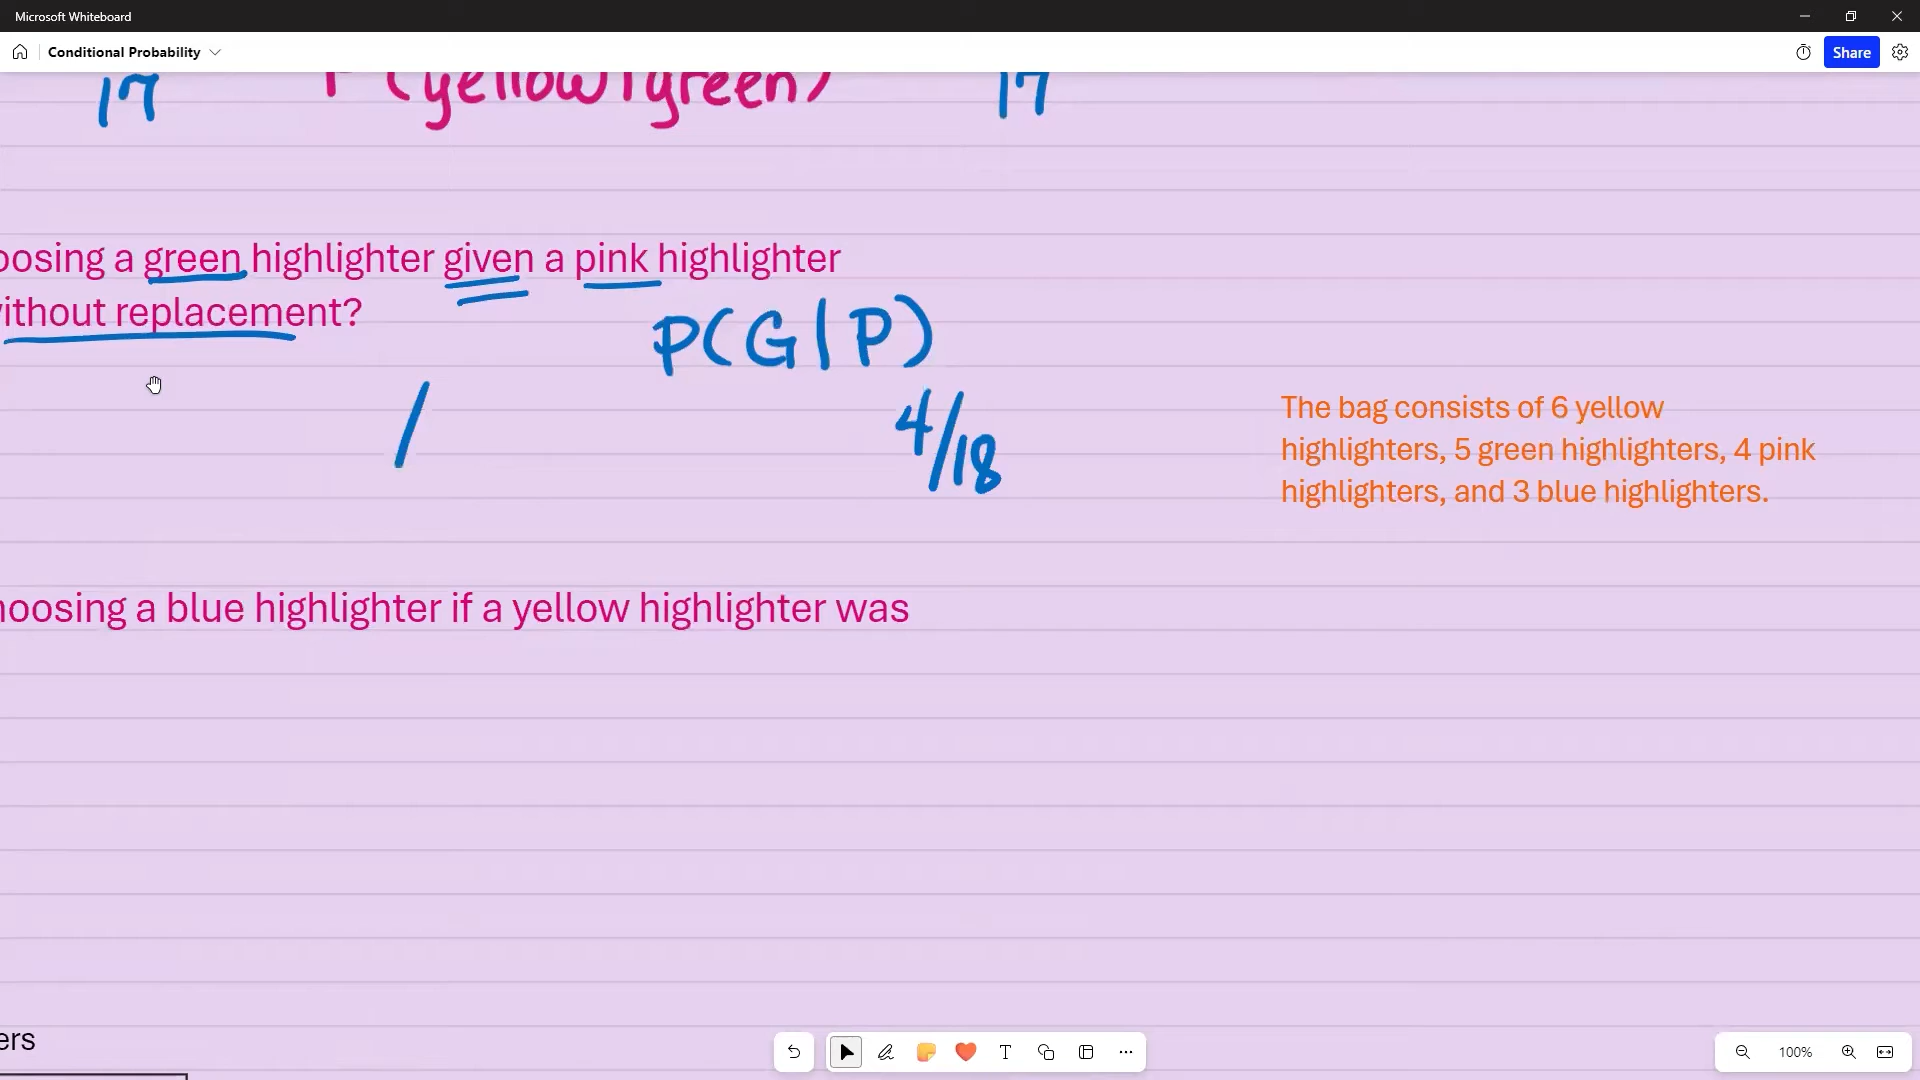 Microsoft Whiteboard
Conditional Probability
Share
17 P(yellow|green) 17
oosing a green highlighter given a pink highlighter
ithout replacement?
P(G|P)
/ 4/18
The bag consists of 6 yellow
highlighters, 5 green highlighters, 4 pink
highlighters, and 3 blue highlighters.
hoosing a blue highlighter if a yellow highlighter was
ers
100%